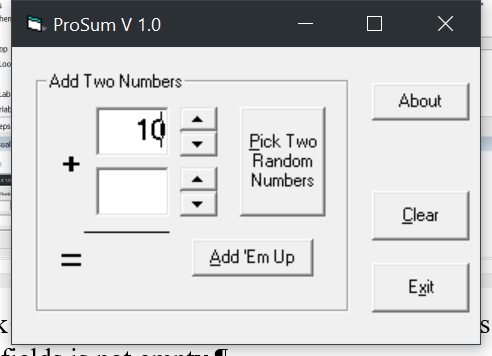 ProSum V 1.0
Add Two Numbers
10
+
=
Pick Two
Random
Numbers
Add 'Em Up
About
Clear
Exit
fields is not empty.¶